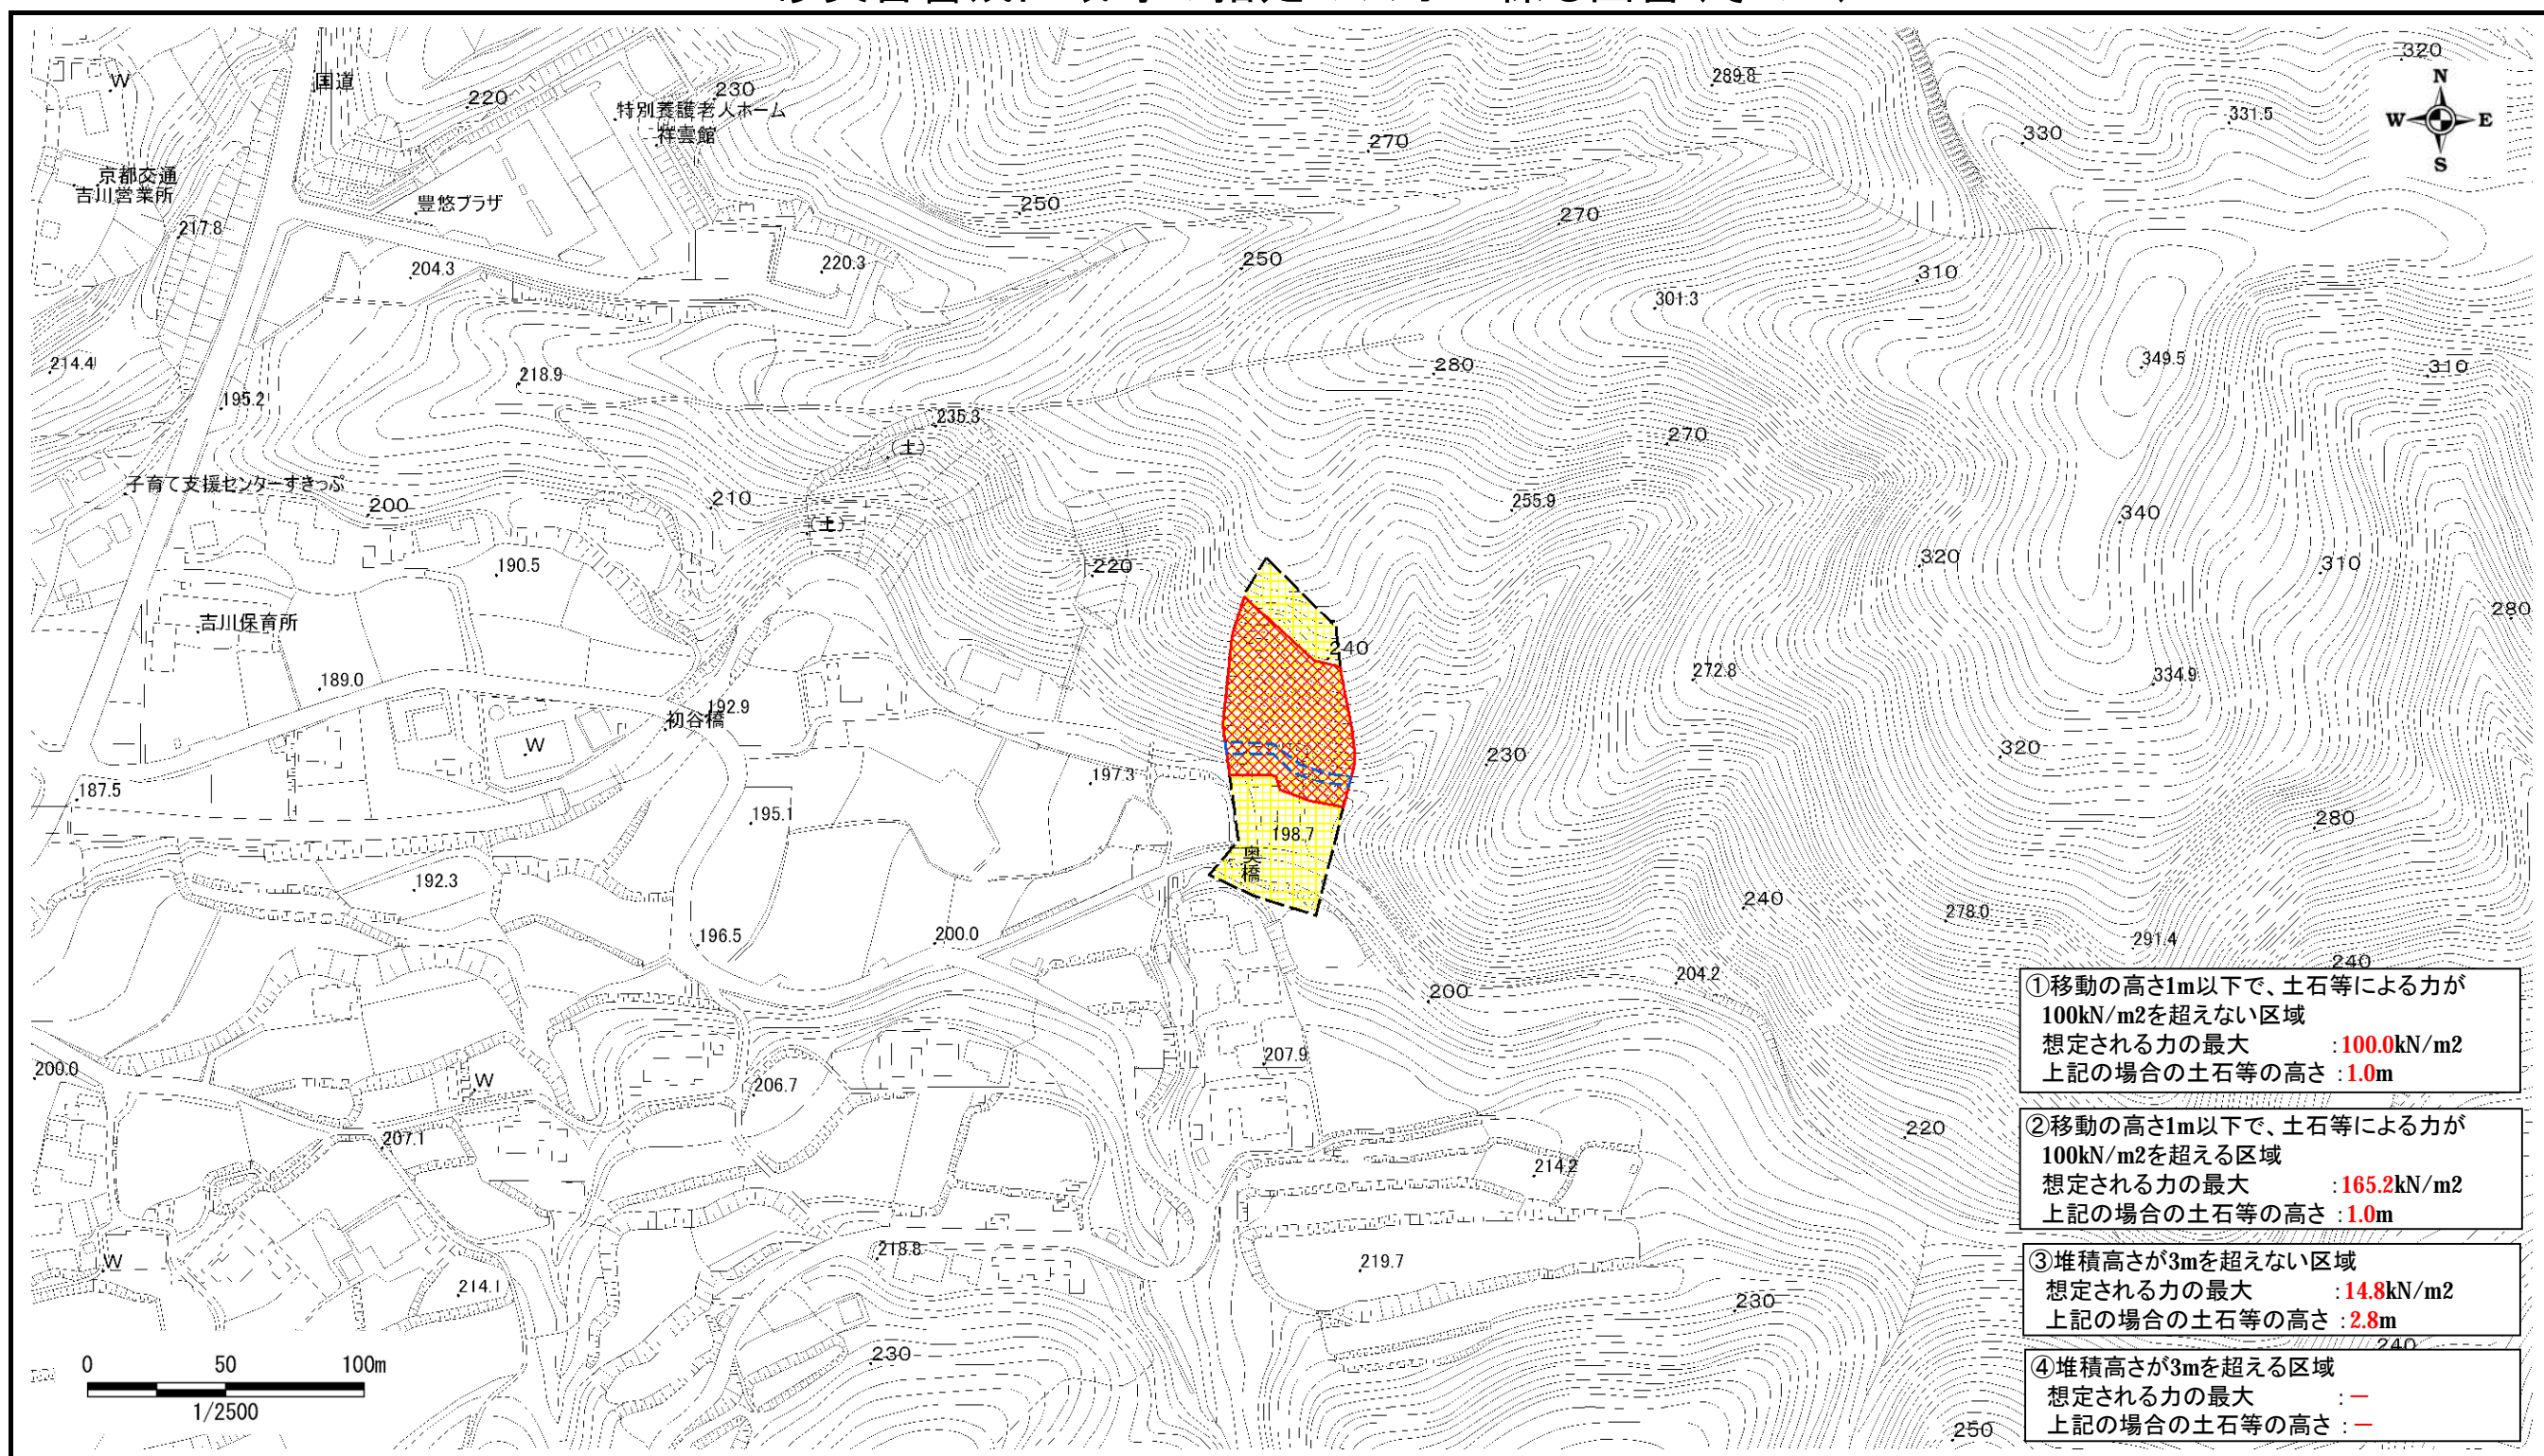 320
N
W E
S
W
国道
220
230
特別養護老人ホーム
祥雲館
289.8
331.5
270
330
京都交通
吉川営業所
豊悠プラザ
250
270
217.8
204.3
220.3
250
310
301.3
214.4
218.9
280
349.5
310
195.2
235.3
(土)
270
子育て支援センターすきっぷ
200
210
(土)
255.9
340
190.5
220
320
310
吉川保育所
280
240
189.0
272.8
334.9
192.9
初谷橋
W
230
320
187.5
197.3
195.1
198.7
280
奥橋
192.3
240
278.0
196.5
200.0
291.4
240
204.2
200
①移動の高さ1m以下で、土石等による力が
100kN/m2を超えない区域
想定される力の最大 :100.0kN/m2
上記の場合の土石等の高さ :1.0m
200.0
W
206.7
207.9
②移動の高さ1m以下で、土石等による力が
100kN/m2を超える区域
想定される力の最大 :165.2kN/m2
上記の場合の土石等の高さ :1.0m
207.1
220
214.2
W
218.8
219.7
214.1
230
③堆積高さが3mを超えない区域
想定される力の最大 :14.8kN/m2
上記の場合の土石等の高さ :2.8m
240
230
0 50 100m
1/2500
④堆積高さが3mを超える区域
想定される力の最大 :－
上記の場合の土石等の高さ :－
250